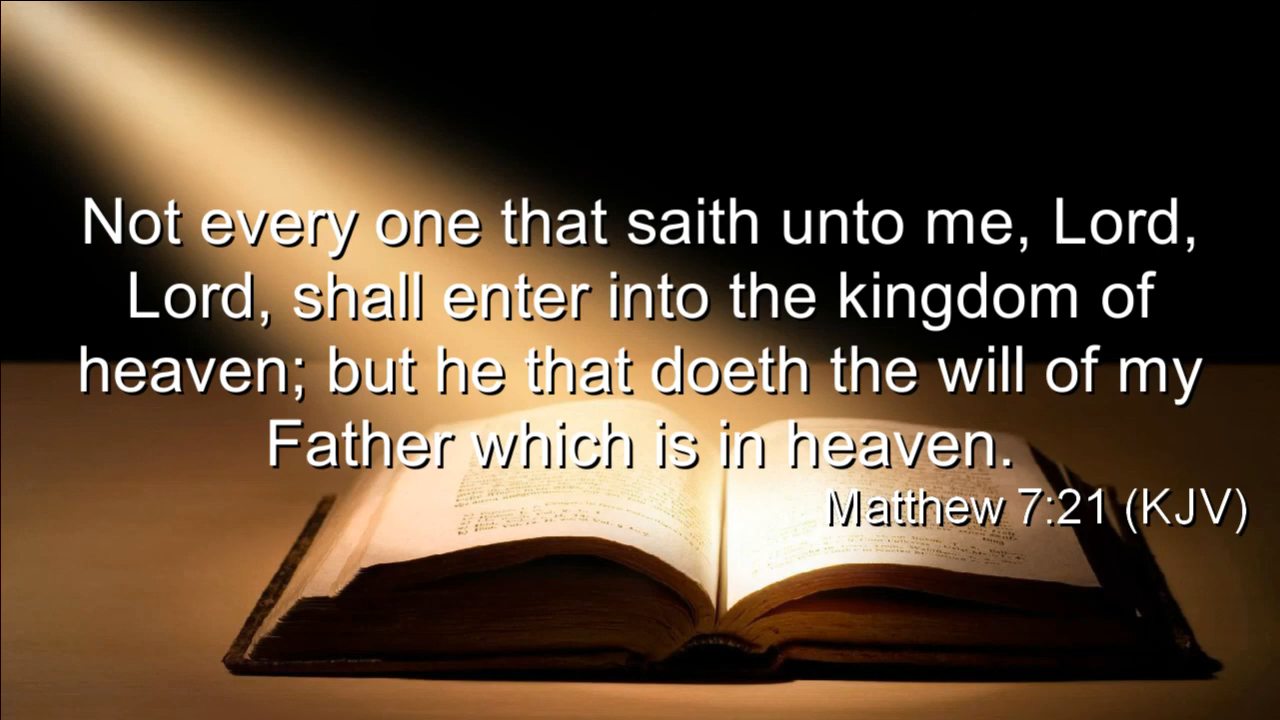 Not every one that saith unto me, Lord,
Lord, shall enter into the kingdom of
heaven; but he that doeth the will of my
Father which is in heaven.
Matthew 7:21 (KJV)